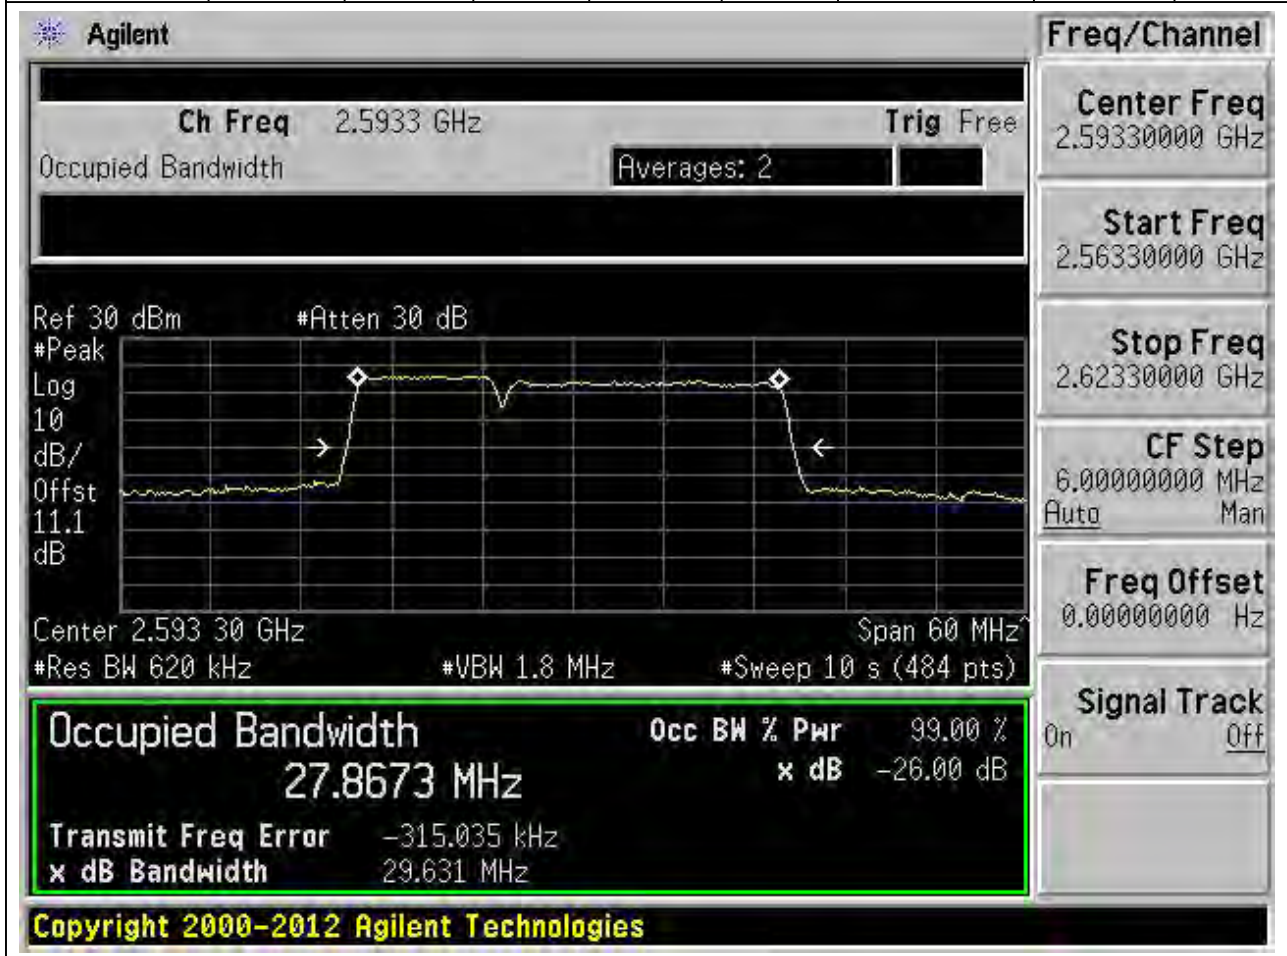 Agilent
Freq/Channel
Ch Freq 2.5933 GHz Trig Free
Occupied Bandwidth Averages: 2
Center Freq
2.59330000 GHz
Start Freq
2.56330000 GHz
Stop Freq
2.62330000 GHz
CF Step
6.00000000 MHz
Auto Man
Freq Offset
0.00000000 Hz
Signal Track
On Off
Ref 30 dBm #Atten 30 dB
#Peak
Log
10
dB/
Offst
11.1
dB
Center 2.593 30 GHz Span 60 MHz^
#Res BW 620 kHz #VBW 1.8 MHz #Sweep 10 s (484 pts)
Occupied Bandwidth Occ BW % Pwr 99.00 %
27.8673 MHz x dB -26.00 dB
Transmit Freq Error -315.035 kHz
x dB Bandwidth 29.631 MHz
Copyright 2000-2012 Agilent Technologies